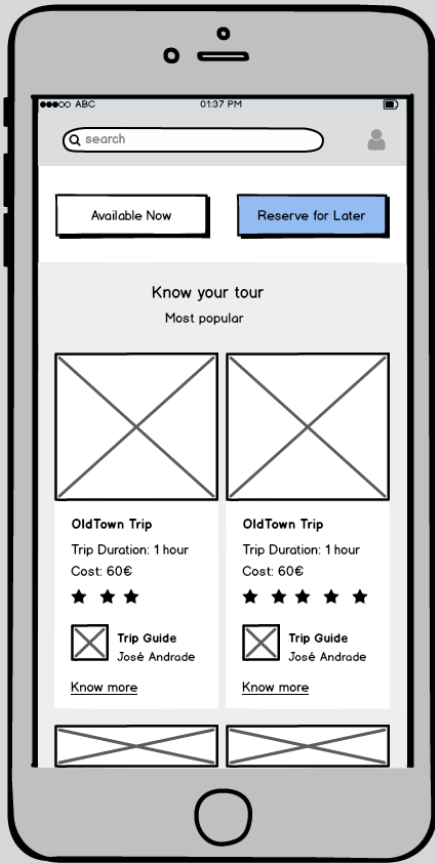 ABC 01:37 PM
search
Available Now Reserve for Later
Know your tour
Most popular
OldTown Trip OldTown Trip
Trip Duration: 1 hour Trip Duration: 1 hour
Cost: 60€ Cost: 60€
Trip Guide Trip Guide
José Andrade José Andrade
Know more Know more